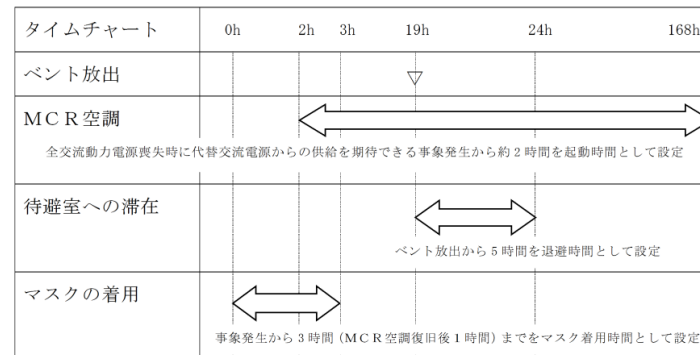 タイムチャート 0h 2h 3h 19h 24h 168h
ベント放出
MCR空調
全交流動力電源喪失時に代替交流電源からの供給を期待できる事象発生から約2時間を起動時間として設定
待避室への滞在
ベント放出から5時間を退避時間として設定
マスクの着用
事象発生から3時間(MCR空調復旧後1時間)までをマスク着用時間として設定